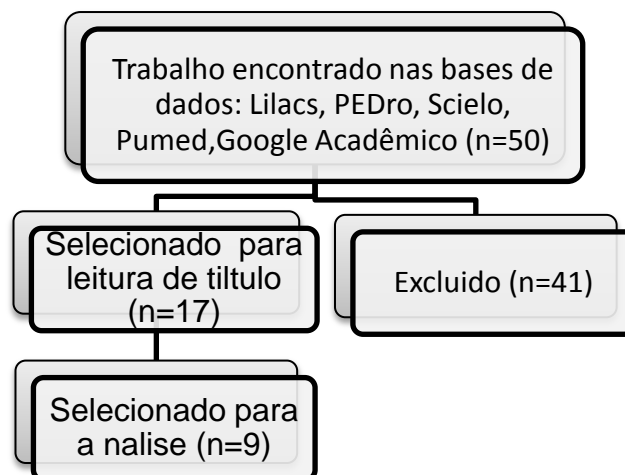 Trabalho encontrado nas bases de
dados: Lilacs, PEDro, Scielo,
Pumed,Google Acadêmico (n=50)
Selecionado para
leitura de tiltulo
(n=17)
Excluido (n=41)
Selecionado para
a nalise (n=9)